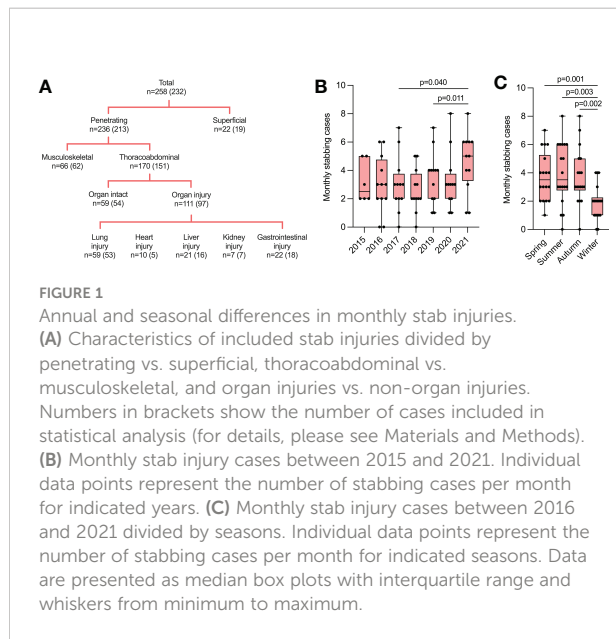 A
Total
n=258 (232)
Penetrating
n=236 (213)
Superficial
n=22 (19)
Musculoskeletal
n=66 (62)
Thoracoabdominal
n=170 (151)
Organ intact
n=59 (54)
Organ injury
n=111 (97)
Lung
injury
n=59 (53)
Heart
injury
n=10 (5)
Liver
injury
n=21 (16)
Kidney
injury
n=7 (7)
Gastrointestinal
injury
n=22 (18)
B
p=0.040
p=0.011
Monthly stabbing cases
10
8
6
4
2
0
2015
2016
2017
2018
2019
2020
2021
C
p=0.001
p=0.003
p=0.002
Monthly stabbing cases
10
8
6
4
2
0
Spring
Summer
Autumn
Winter
FIGURE 1
Annual and seasonal differences in monthly stab injuries.
(A) Characteristics of included stab injuries divided by
penetrating vs. superficial, thoracoabdominal vs.
musculoskeletal, and organ injuries vs. non-organ injuries.
Numbers in brackets show the number of cases included in
statistical analysis (for details, please see Materials and Methods).
(B) Monthly stab injury cases between 2015 and 2021. Individual
data points represent the number of stabbing cases per month
for indicated years. (C) Monthly stab injury cases between 2016
and 2021 divided by seasons. Individual data points represent the
number of stabbing cases per month for indicated seasons. Data
are presented as median box plots with interquartile range and
whiskers from minimum to maximum.